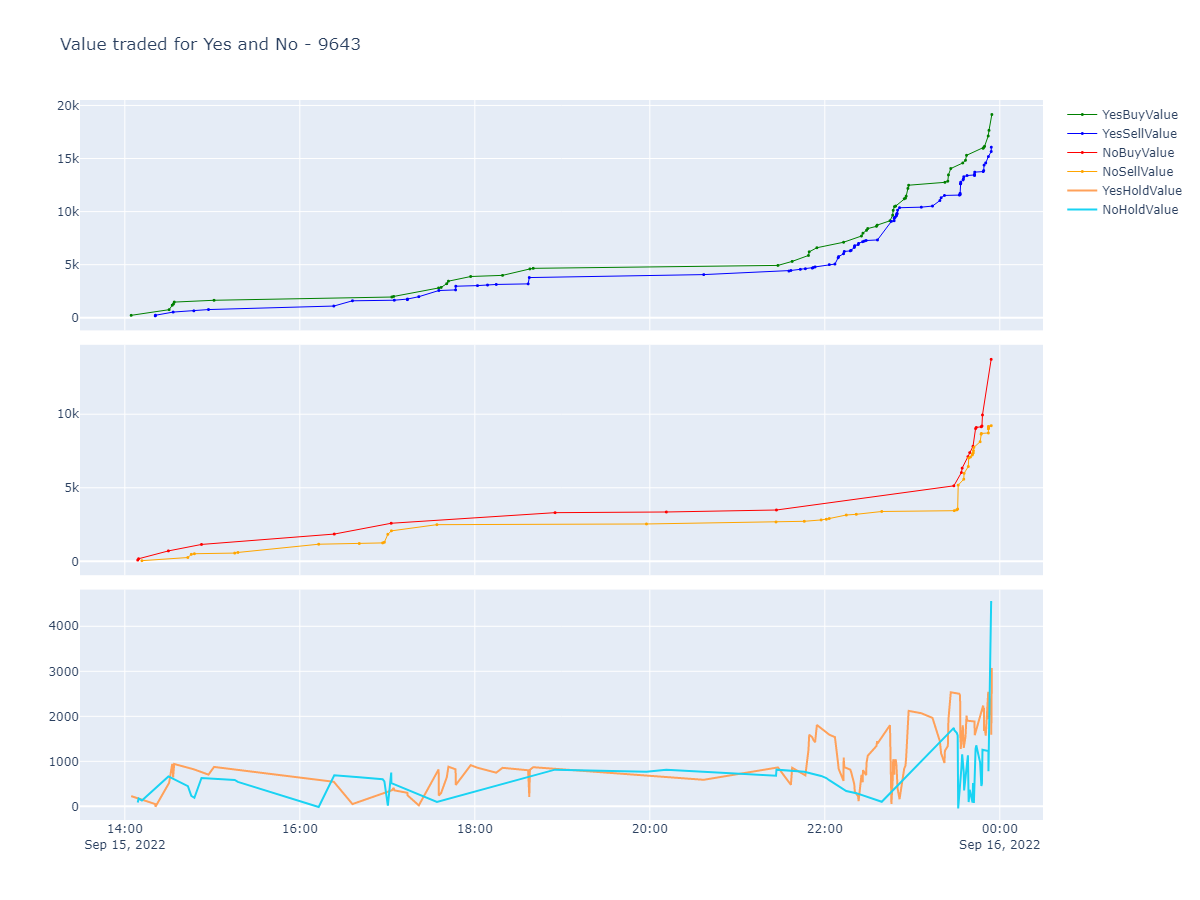 Value traded for Yes and No - 9643
20k
15k
10k
5k
0
10k
5k
0
4000
3000
2000
1000
0
14:00
Sep 15, 2022
16:00
18:00
20:00
22:00
00:00
Sep 16, 2022
YesBuyValue
YesSellValue
NoBuyValue
NoSellValue
YesHoldValue
NoHoldValue